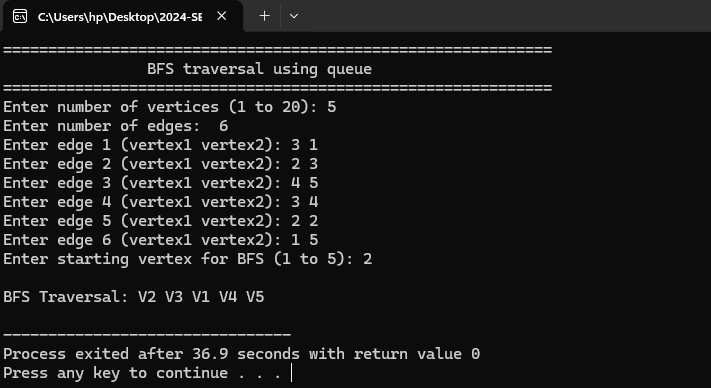 C:\Users\hp\Desktop\2024-SE
============================================================
BFS traversal using queue
============================================================
Enter number of vertices (1 to 20): 5
Enter number of edges:  6
Enter edge 1 (vertex1 vertex2): 3 1
Enter edge 2 (vertex1 vertex2): 2 3
Enter edge 3 (vertex1 vertex2): 4 5
Enter edge 4 (vertex1 vertex2): 3 4
Enter edge 5 (vertex1 vertex2): 2 2
Enter edge 6 (vertex1 vertex2): 1 5
Enter starting vertex for BFS (1 to 5): 2
BFS Traversal: V2 V3 V1 V4 V5
--------------------------------
Process exited after 36.9 seconds with return value 0
Press any key to continue . . .